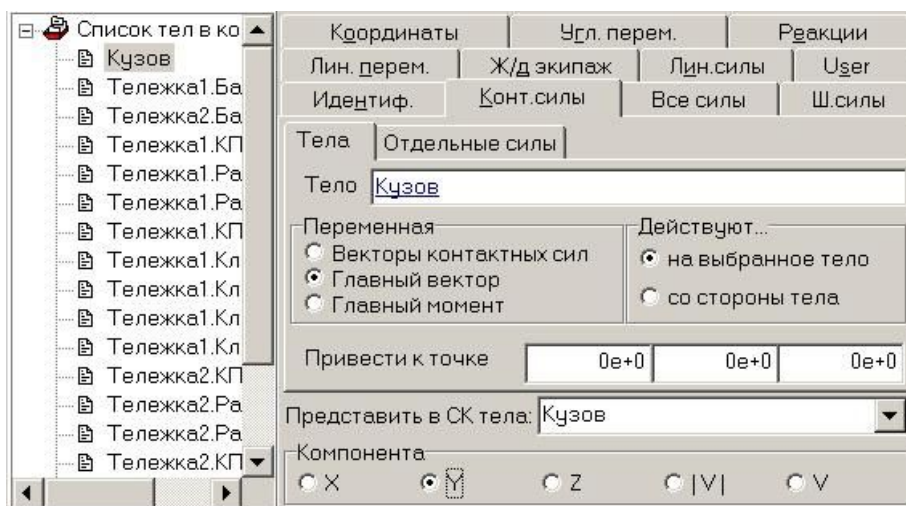 Список тел в ко
Кузов
Тележка1.Ба
Тележка2.Ба
Тележка1.КП
Тележка1.Ра
Тележка1.Ра
Тележка1.КП
Тележка1.Кл
Тележка1.Кл
Тележка1.Кл
Тележка1.Кл
Тележка2.КП
Тележка2.Ра
Тележка2.Ра
Тележка2.КП
Координаты Угл. перем. Реакции
Лин. перем. Ж/д экипаж Лин.силы User
Идентиф. Конт.силы Все силы Ш.силы
Тела Отдельные силы
Тело Кузов
Переменная
Векторы контактных сил
Главный вектор
Главный момент
Действуют...
на выбранное тело
со стороны тела
Привести к точке 0e+0 0e+0 0e+0
Представить в СК тела: Кузов
Компонента
X Y Z |V| V